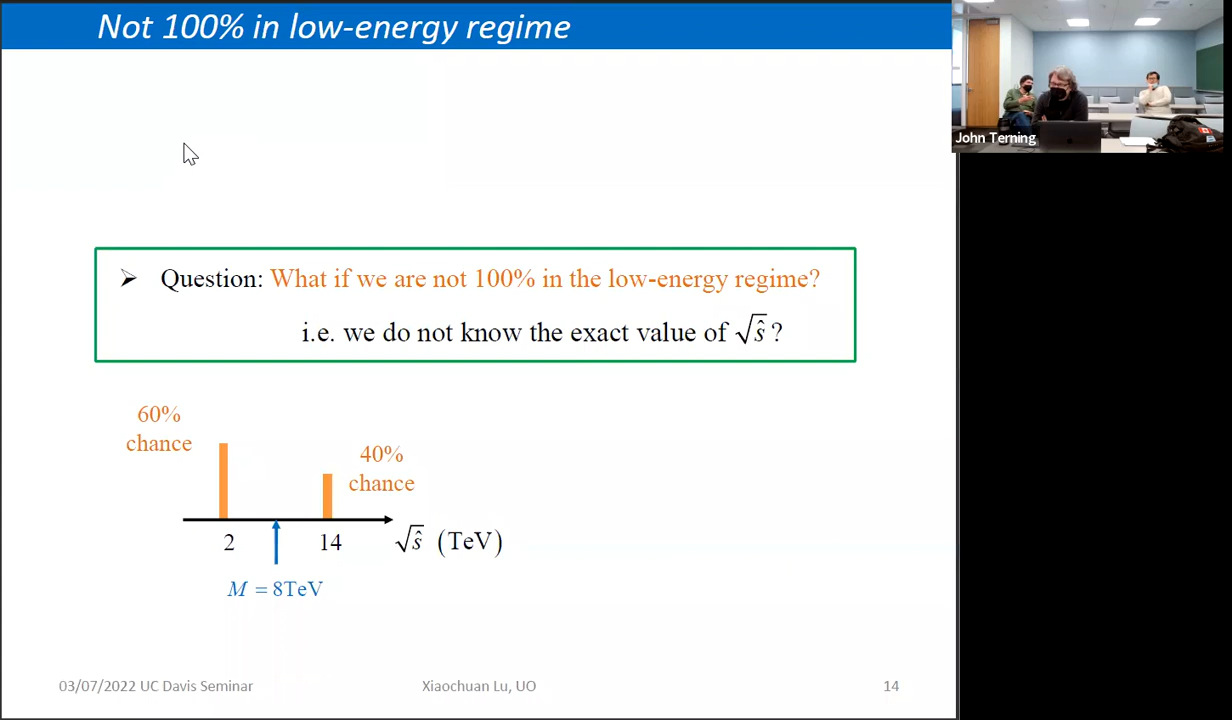 Not 100% in low-energy regime
John Terning
➢ Question: What if we are not 100% in the low-energy regime?
i.e. we do not know the exact value of √ŝ ?
60%
chance
40%
chance
2
14
√ŝ (TeV)
M = 8TeV
03/07/2022 UC Davis Seminar
Xiaochuan Lu, UO
14